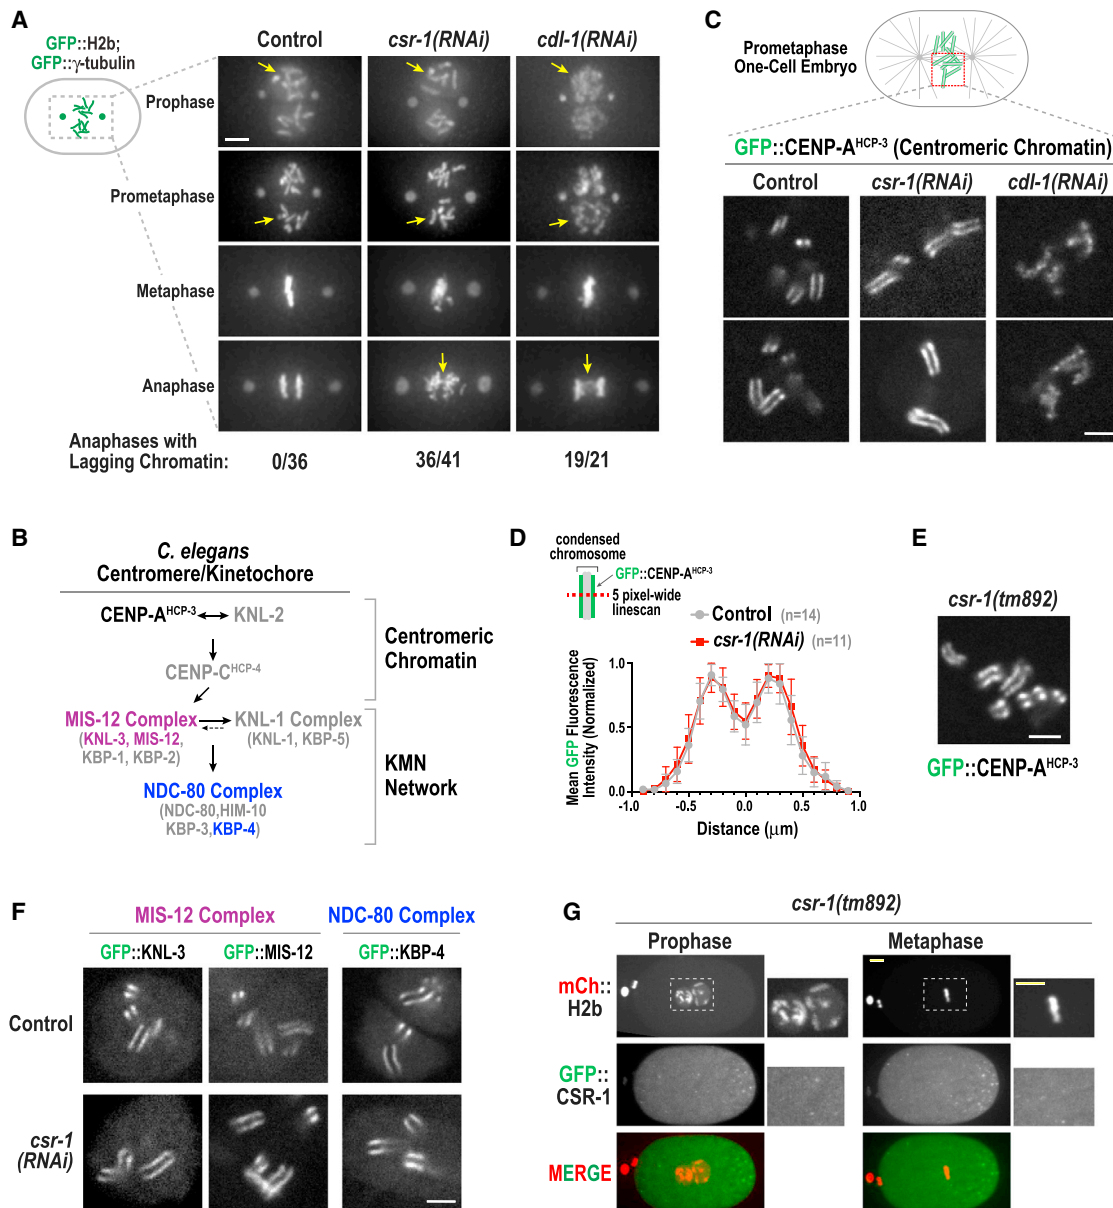 A
GFP::H2b;
GFP::γ-tubulin
Control
csr-1(RNAi)
cdl-1(RNAi)
Prophase
Prometaphase
Metaphase
Anaphase
Anaphases with
Lagging Chromatin:
0/36
36/41
19/21
B
C. elegans
Centromere/Kinetochore
CENP-A^HCP-3
KNL-2
CENP-C^HCP-4
Centromeric
Chromatin
MIS-12 Complex
(KNL-3, MIS-12,
KBP-1, KBP-2)
KNL-1 Complex
(KNL-1, KBP-5)
NDC-80 Complex
(NDC-80,HIM-10
KBP-3,KBP-4)
KMN
Network
C
Prometaphase
One-Cell Embryo
GFP::CENP-A^HCP-3 (Centromeric Chromatin)
Control
csr-1(RNAi)
cdl-1(RNAi)
D
condensed
chromosome
GFP::CENP-A^HCP-3
5 pixel-wide
linescan
Control (n=14)
csr-1(RNAi) (n=11)
Mean GFP Fluorescence
Intensity (Normalized)
1.0
0.5
0.0
-1.0
-0.5
0.0
0.5
1.0
Distance (μm)
E
csr-1(tm892)
GFP::CENP-A^HCP-3
F
MIS-12 Complex
NDC-80 Complex
GFP::KNL-3
GFP::MIS-12
GFP::KBP-4
Control
csr-1
(RNAi)
G
csr-1(tm892)
Prophase
Metaphase
mCh::
H2b
GFP::
CSR-1
MERGE